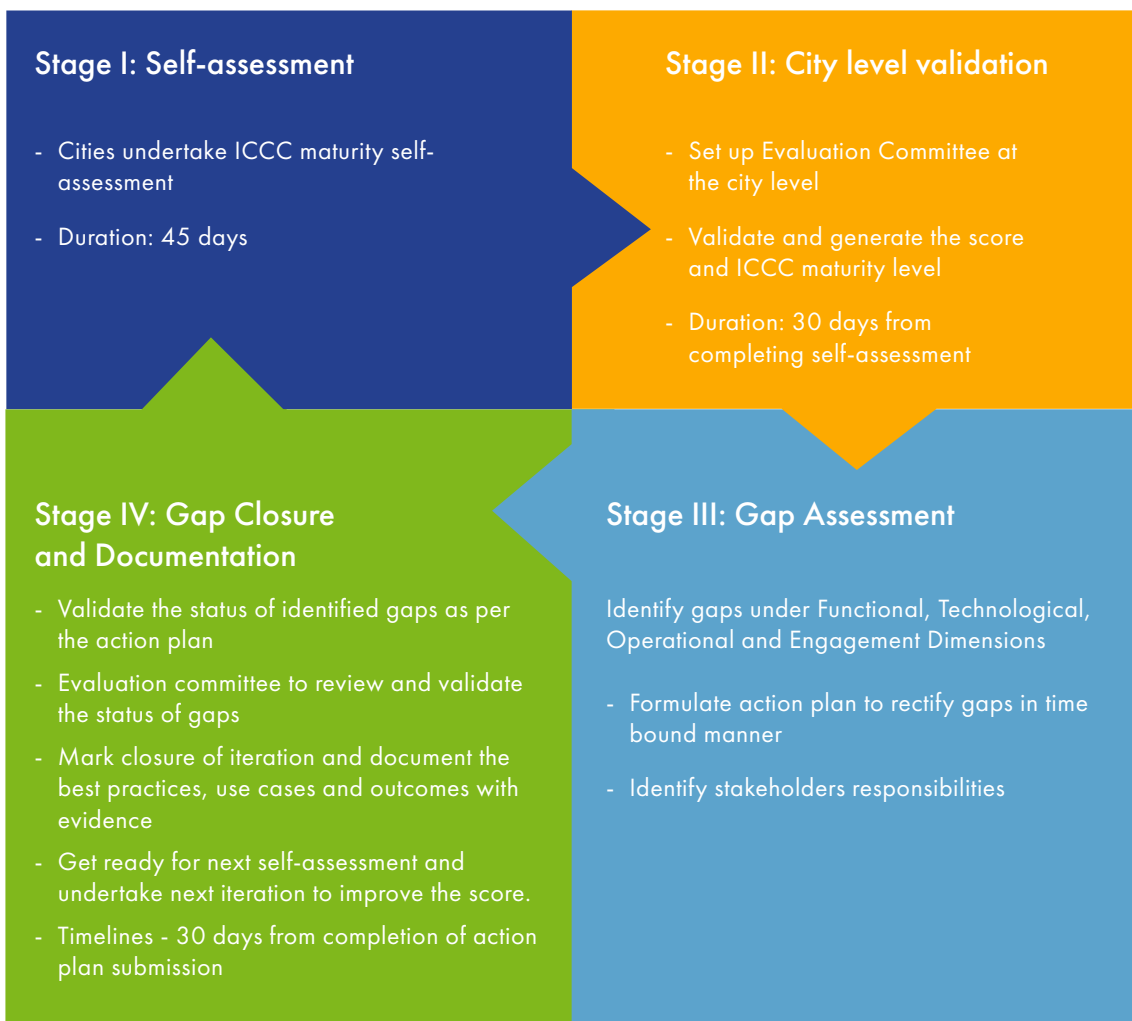 Stage I: Self-assessment
- Cities undertake ICCC maturity self-
assessment
- Duration: 45 days
Stage II: City level validation
- Set up Evaluation Committee at
the city level
- Validate and generate the score
and ICCC maturity level
- Duration: 30 days from
completing self-assessment
Stage III: Gap Assessment
Identify gaps under Functional, Technological,
Operational and Engagement Dimensions
- Formulate action plan to rectify gaps in time
bound manner
- Identify stakeholders responsibilities
Stage IV: Gap Closure
and Documentation
- Validate the status of identified gaps as per
the action plan
- Evaluation committee to review and validate
the status of gaps
- Mark closure of iteration and document the
best practices, use cases and outcomes with
evidence
- Get ready for next self-assessment and
undertake next iteration to improve the score.
- Timelines - 30 days from completion of action
plan submission